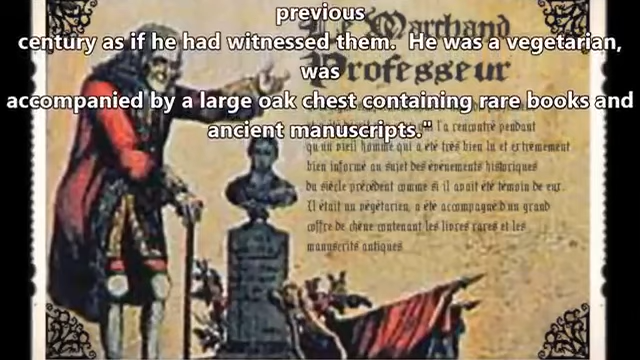 previous
century as if he had witnessed them. He was a vegetarian,
was
accompanied by a large oak chest containing rare books and
ancient manuscripts."
Marchand
Professeur
l'a rencontré pendant
qu'un vieil homme qui a été très bien lu et extrêmement
bien informé au sujet des événements historiques
du siècle précédent comme si il avait été témoin de eux.
Il était un végétarien, a été accompagné d'un grand
coffre de chêne contenant les livres rares et les
manuscrits antiques